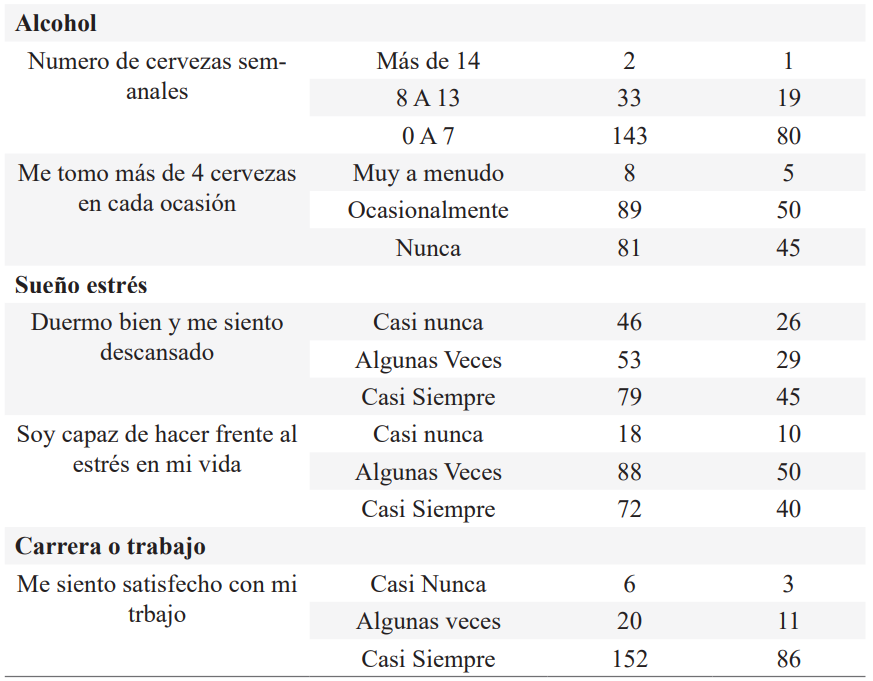 Alcohol
Numero de cervezas sem-
anales
Más de 14 2 1
8 A 13 33 19
0 A 7 143 80
Me tomo más de 4 cervezas
en cada ocasión
Muy a menudo 8 5
Ocasionalmente 89 50
Nunca 81 45
Sueño estrés
Duermo bien y me siento
descansado
Casi nunca 46 26
Algunas Veces 53 29
Casi Siempre 79 45
Soy capaz de hacer frente al
estrés en mi vida
Casi nunca 18 10
Algunas Veces 88 50
Casi Siempre 72 40
Carrera o trabajo
Me siento satisfecho con mi
trbajo
Casi Nunca 6 3
Algunas veces 20 11
Casi Siempre 152 86